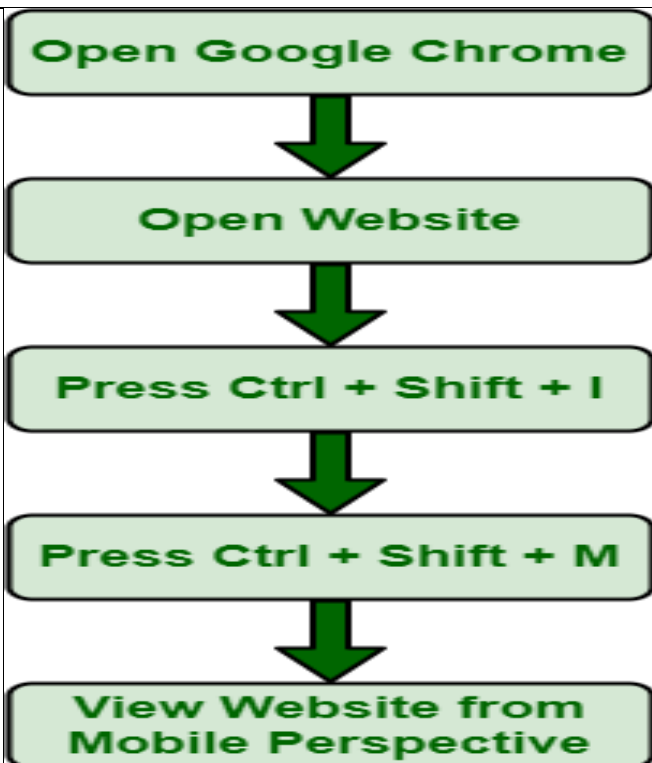 Open Google Chrome
Open Website
Press Ctrl + Shift + I
Press Ctrl + Shift + M
View Website from
Mobile Perspective